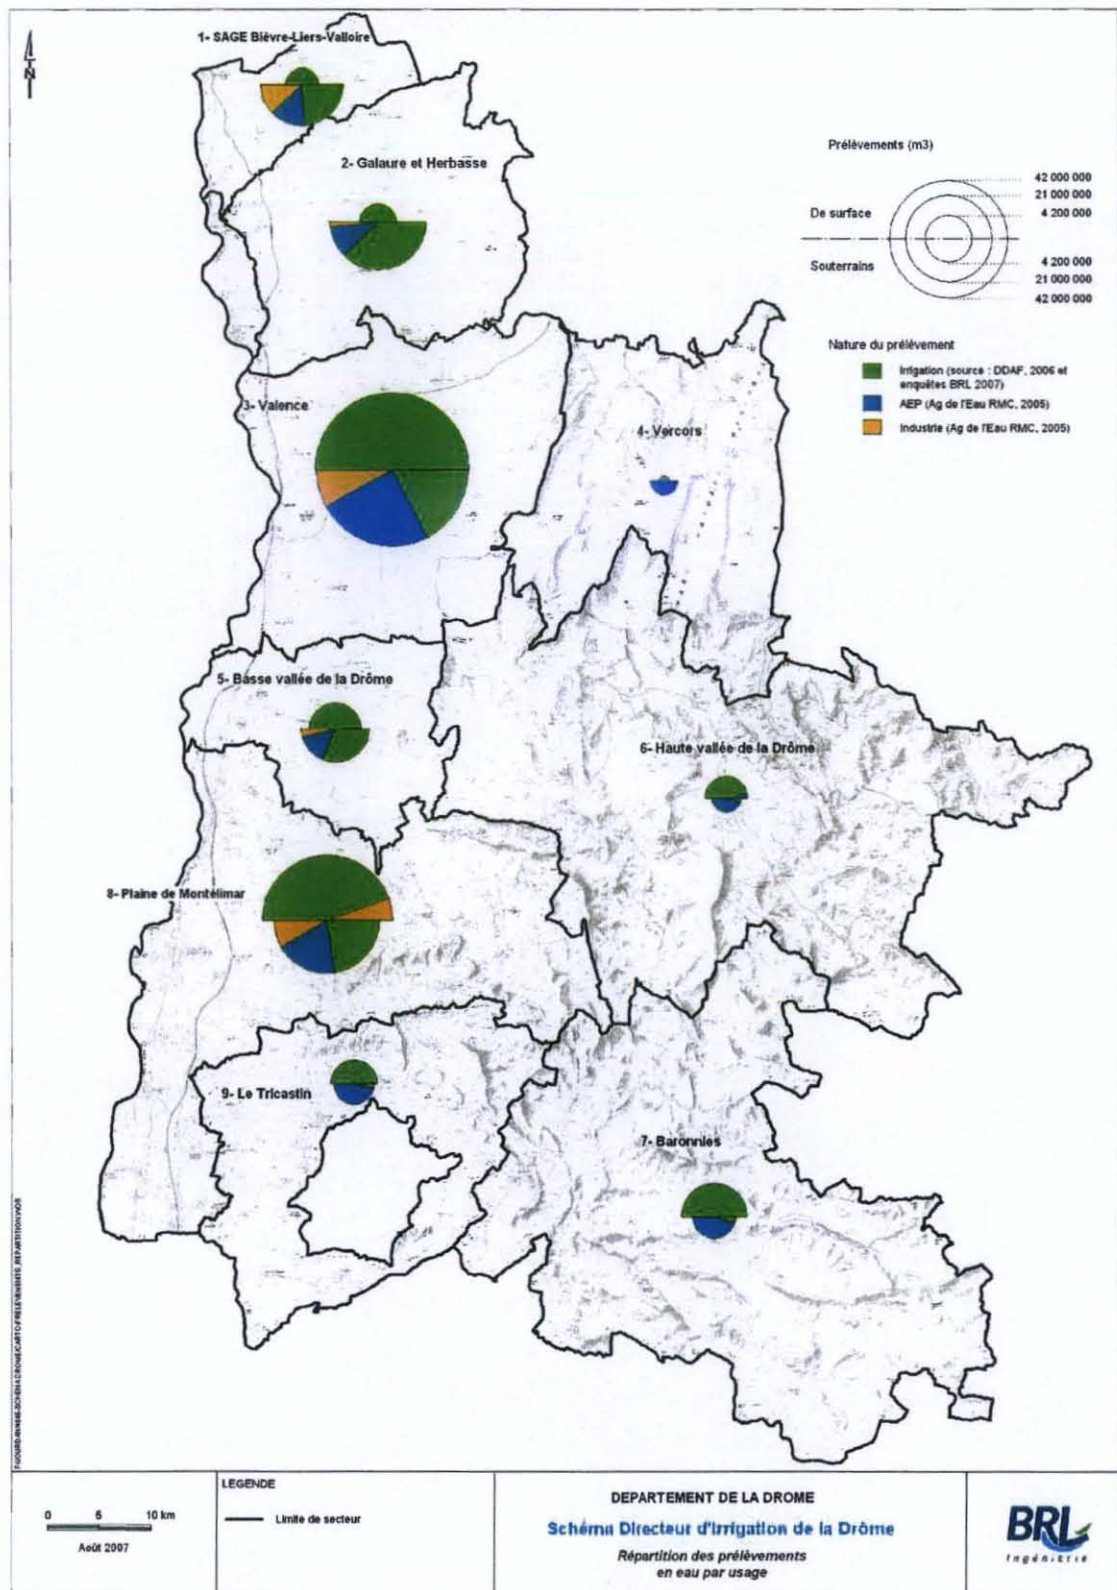 N
1- SAGE Bièvre-Liers-Valloire
2- Galaure et Herbasse
Prélèvements (m3)
42 000 000
21 000 000
4 200 000
De surface
Souterrains
4 200 000
21 000 000
42 000 000
Nature du prélèvement
Irrigation (source : DDAF, 2006 et
enquêtes BRL 2007)
AEP (Ag de l'Eau RMC, 2005)
Industrie (Ag de l'Eau RMC, 2005)
3- Valence
4- Vercors
5- Basse vallée de la Drôme
6- Haute vallée de la Drôme
8- Plaine de Montélimar
9- Le Tricastin
7- Baronnies
0 5 10 km
Août 2007
LEGENDE
Limite de secteur
DEPARTEMENT DE LA DROME
Schéma Directeur d'Irrigation de la Drôme
Répartition des prélèvements
en eau par usage
BRL
Ingénierie